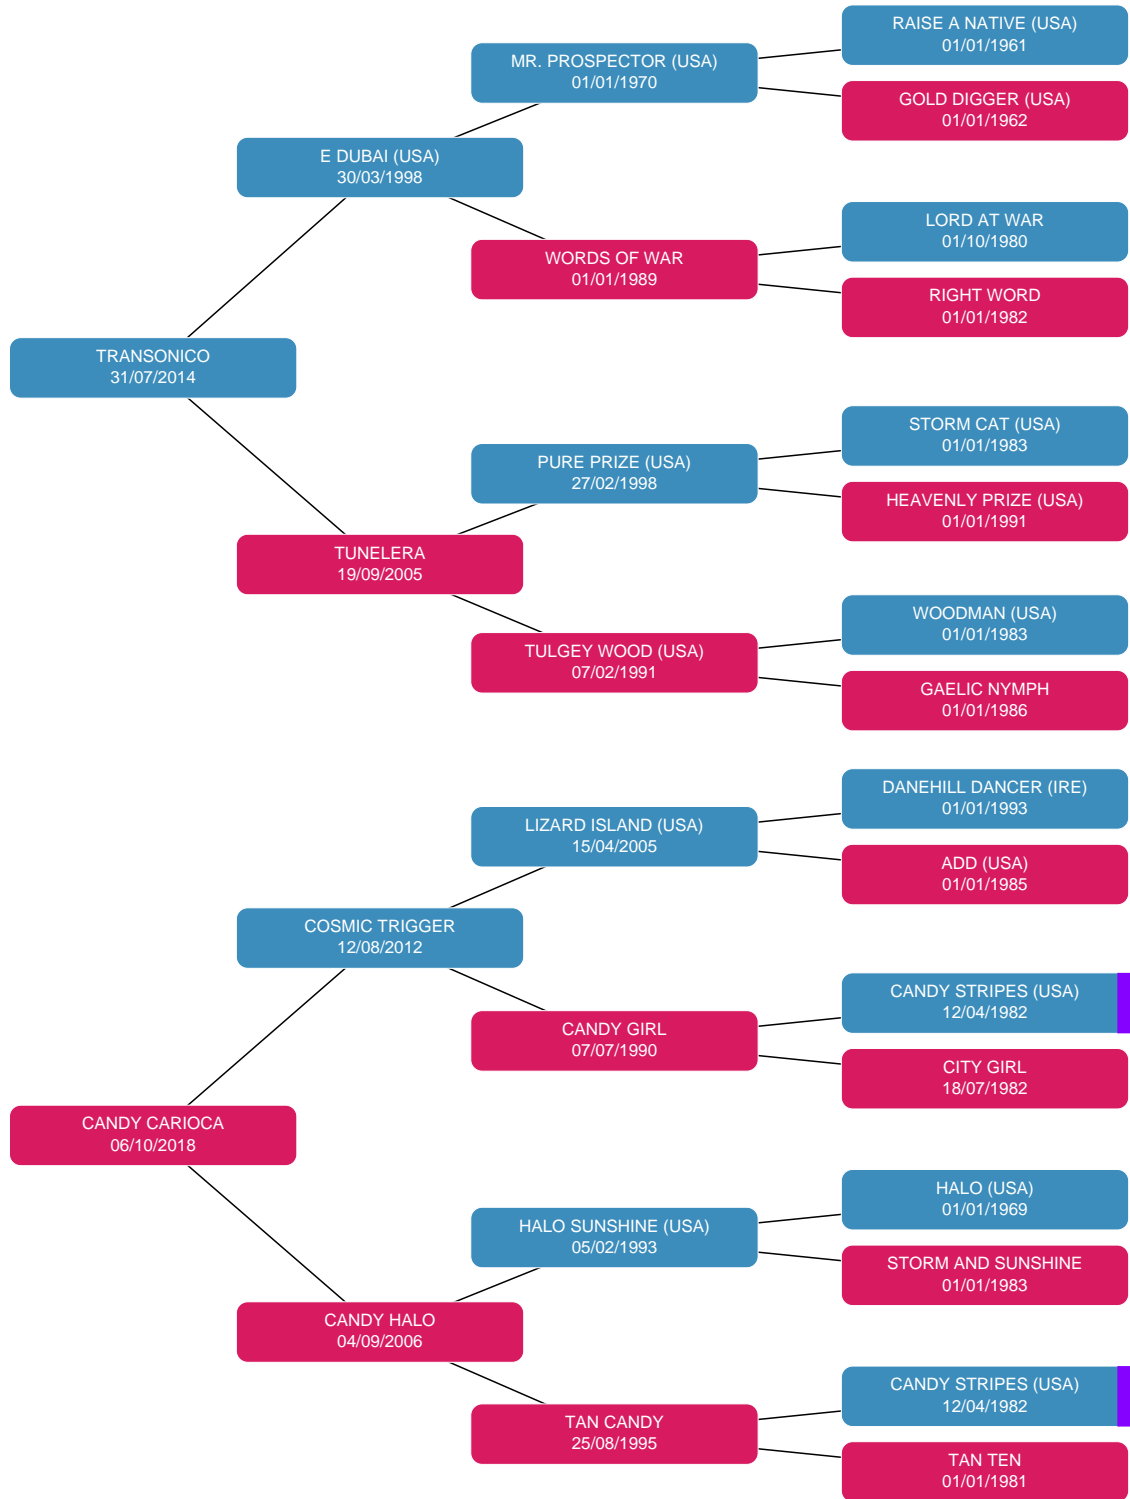 RAISE A NATIVE (USA)
01/01/1961
MR. PROSPECTOR (USA)
01/01/1970
GOLD DIGGER (USA)
01/01/1962
E DUBAI (USA)
30/03/1998
LORD AT WAR
01/10/1980
WORDS OF WAR
01/01/1989
RIGHT WORD
01/01/1982
TRANSONICO
31/07/2014
STORM CAT (USA)
01/01/1983
PURE PRIZE (USA)
27/02/1998
HEAVENLY PRIZE (USA)
01/01/1991
TUNELERA
19/09/2005
WOODMAN (USA)
01/01/1983
TULGEY WOOD (USA)
07/02/1991
GAELIC NYMPH
01/01/1986
DANEHILL DANCER (IRE)
01/01/1993
LIZARD ISLAND (USA)
15/04/2005
ADD (USA)
01/01/1985
COSMIC TRIGGER
12/08/2012
CANDY STRIPES (USA)
12/04/1982
CANDY GIRL
07/07/1990
CITY GIRL
18/07/1982
CANDY CARIOCA
06/10/2018
HALO (USA)
01/01/1969
HALO SUNSHINE (USA)
05/02/1993
STORM AND SUNSHINE
01/01/1983
CANDY HALO
04/09/2006
CANDY STRIPES (USA)
12/04/1982
TAN CANDY
25/08/1995
TAN TEN
01/01/1981